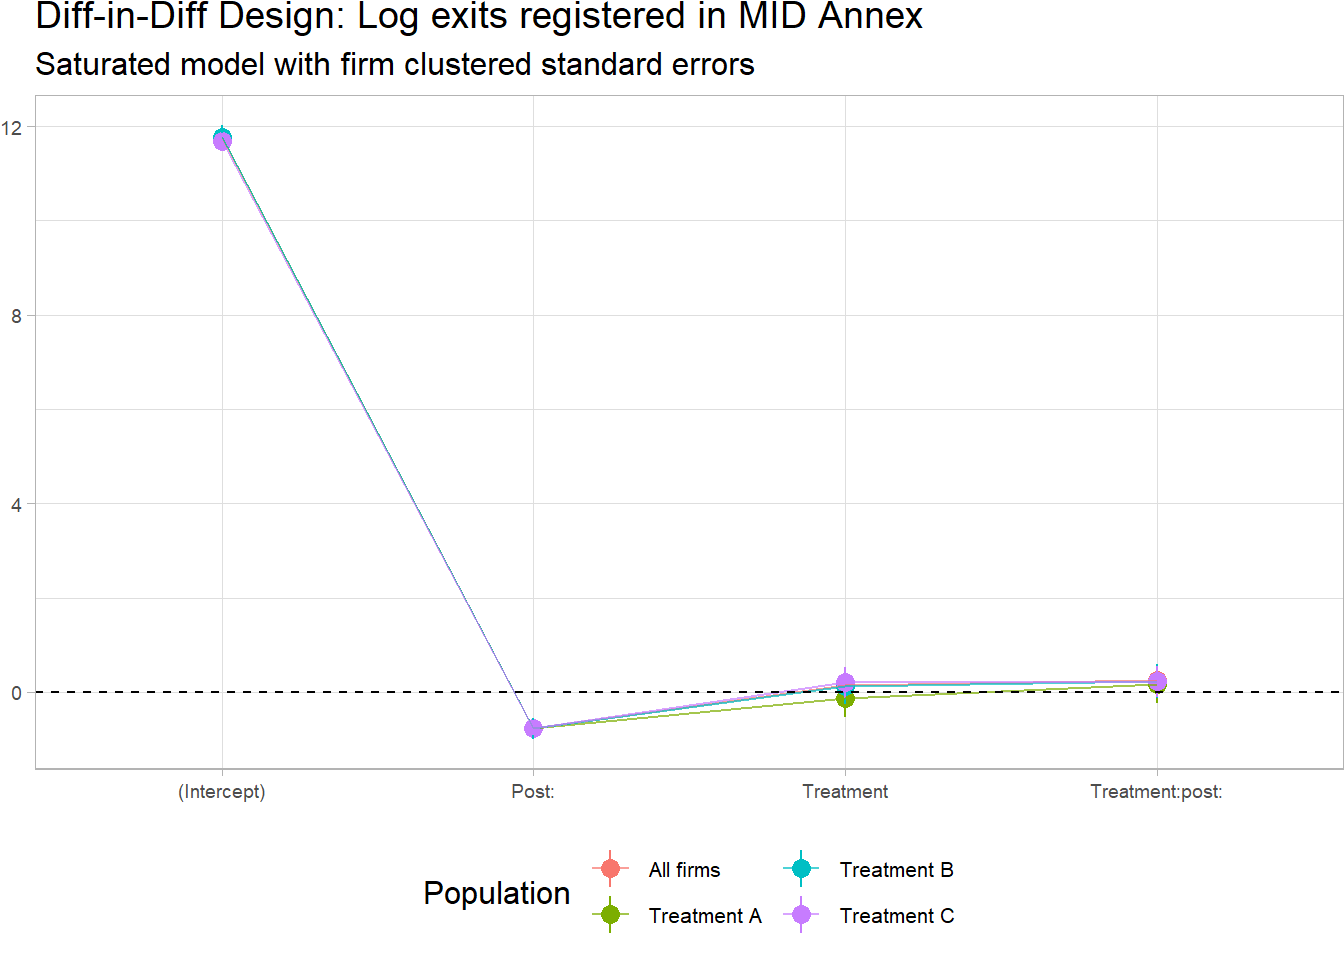 Diff-in-Diff Design: Log exits registered in MID Annex
Saturated model with firm clustered standard errors
12
8
4
0
(Intercept)
Post:
Treatment
Treatment:post:
Population
All firms
Treatment B
Treatment A
Treatment C